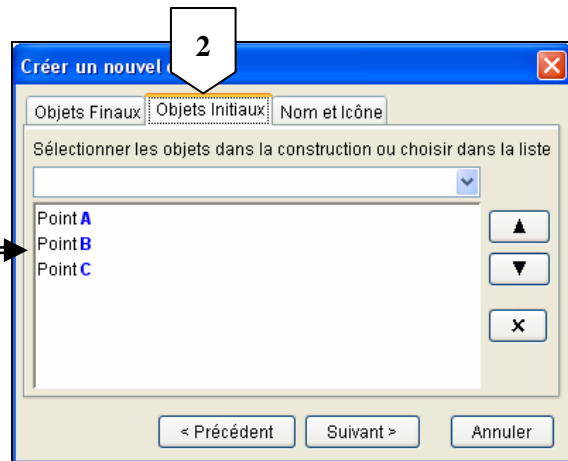 2
Créer un nouvel
Objets Finaux Objets Initiaux Nom et Icône
Sélectionner les objets dans la construction ou choisir dans la liste
Point A
Point B
Point C
< Précédent Suivant > Annuler